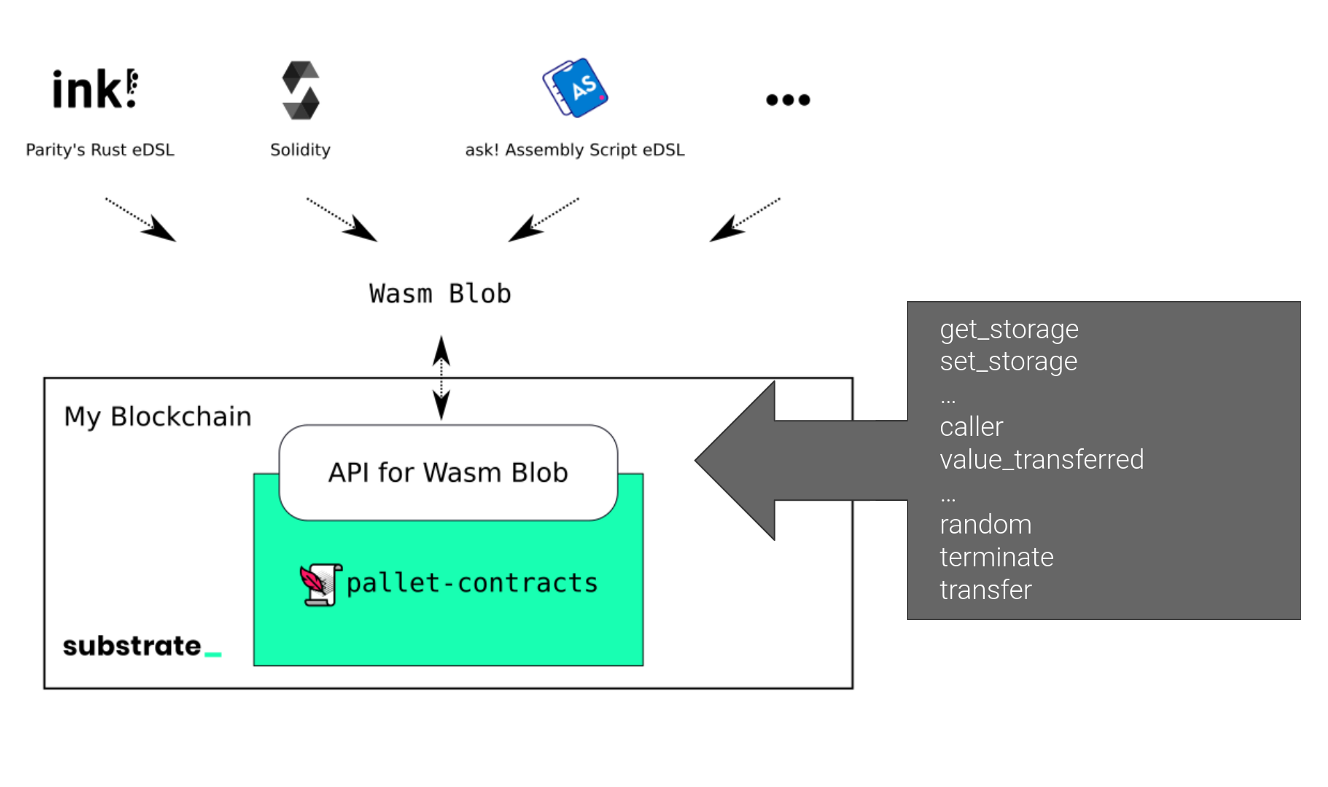 ink!
Parity's Rust eDSL
Solidity
AS
ask! Assembly Script eDSL
...
Wasm Blob
My Blockchain
API for Wasm Blob
pallet-contracts
substrate_
get_storage
set_storage
...
caller
value_transferred
...
random
terminate
transfer